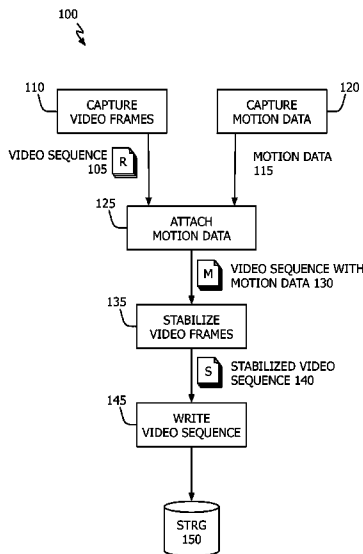 100
110
CAPTURE
VIDEO FRAMES
120
CAPTURE
MOTION DATA
VIDEO SEQUENCE
105
R
MOTION DATA
115
125
ATTACH
MOTION DATA
M
VIDEO SEQUENCE WITH
MOTION DATA 130
135
STABILIZE
VIDEO FRAMES
S
STABILIZED VIDEO
SEQUENCE 140
145
WRITE
VIDEO SEQUENCE
STRG
150